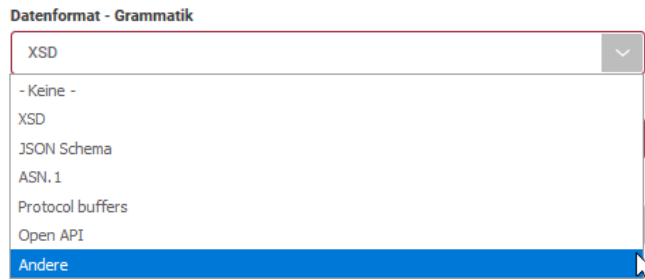 Datenformat - Grammatik
XSD
- Keine -
XSD
JSON Schema
ASN.1
Protocol buffers
Open API
Andere